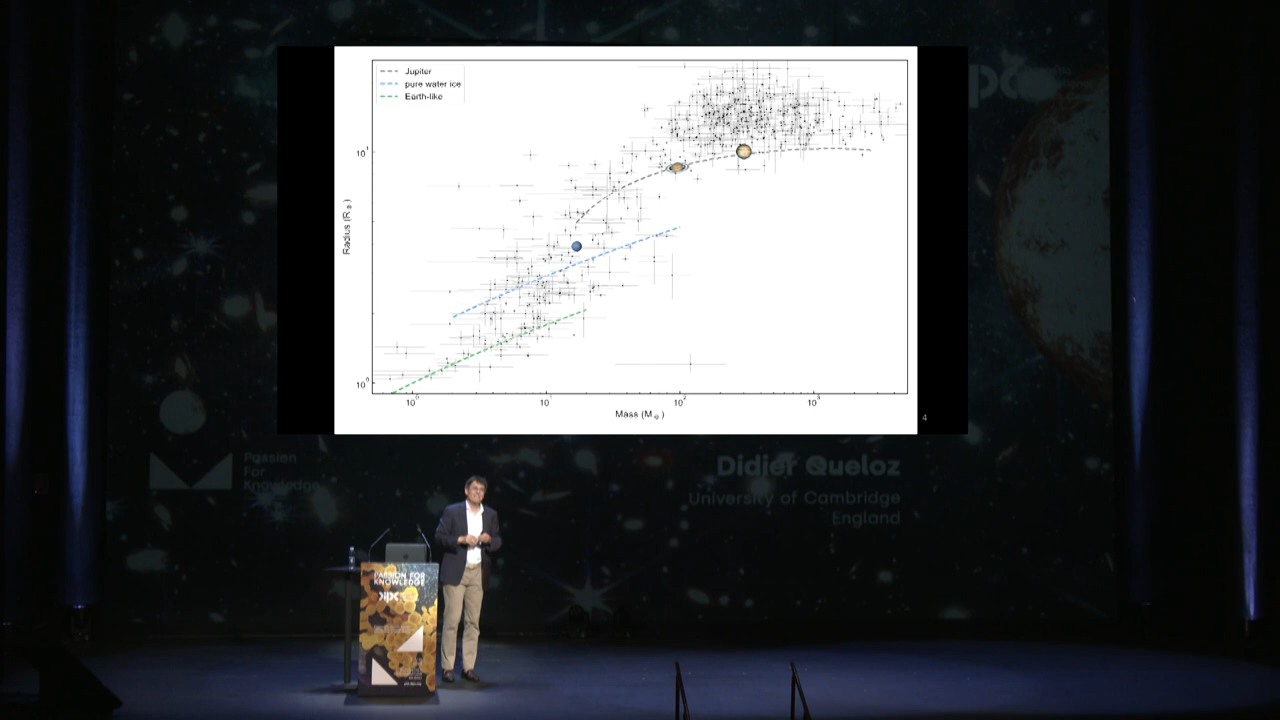 Jupiter
pure water ice
Earth-like
10¹
10⁰
Radius (R⊕)
10⁰ 10¹ 10² 10³
Mass (M⊕)
4
Passion
For
Knowledge
Didier Queloz
University of Cambridge
England
PASSION FOR
KNOWLEDGE